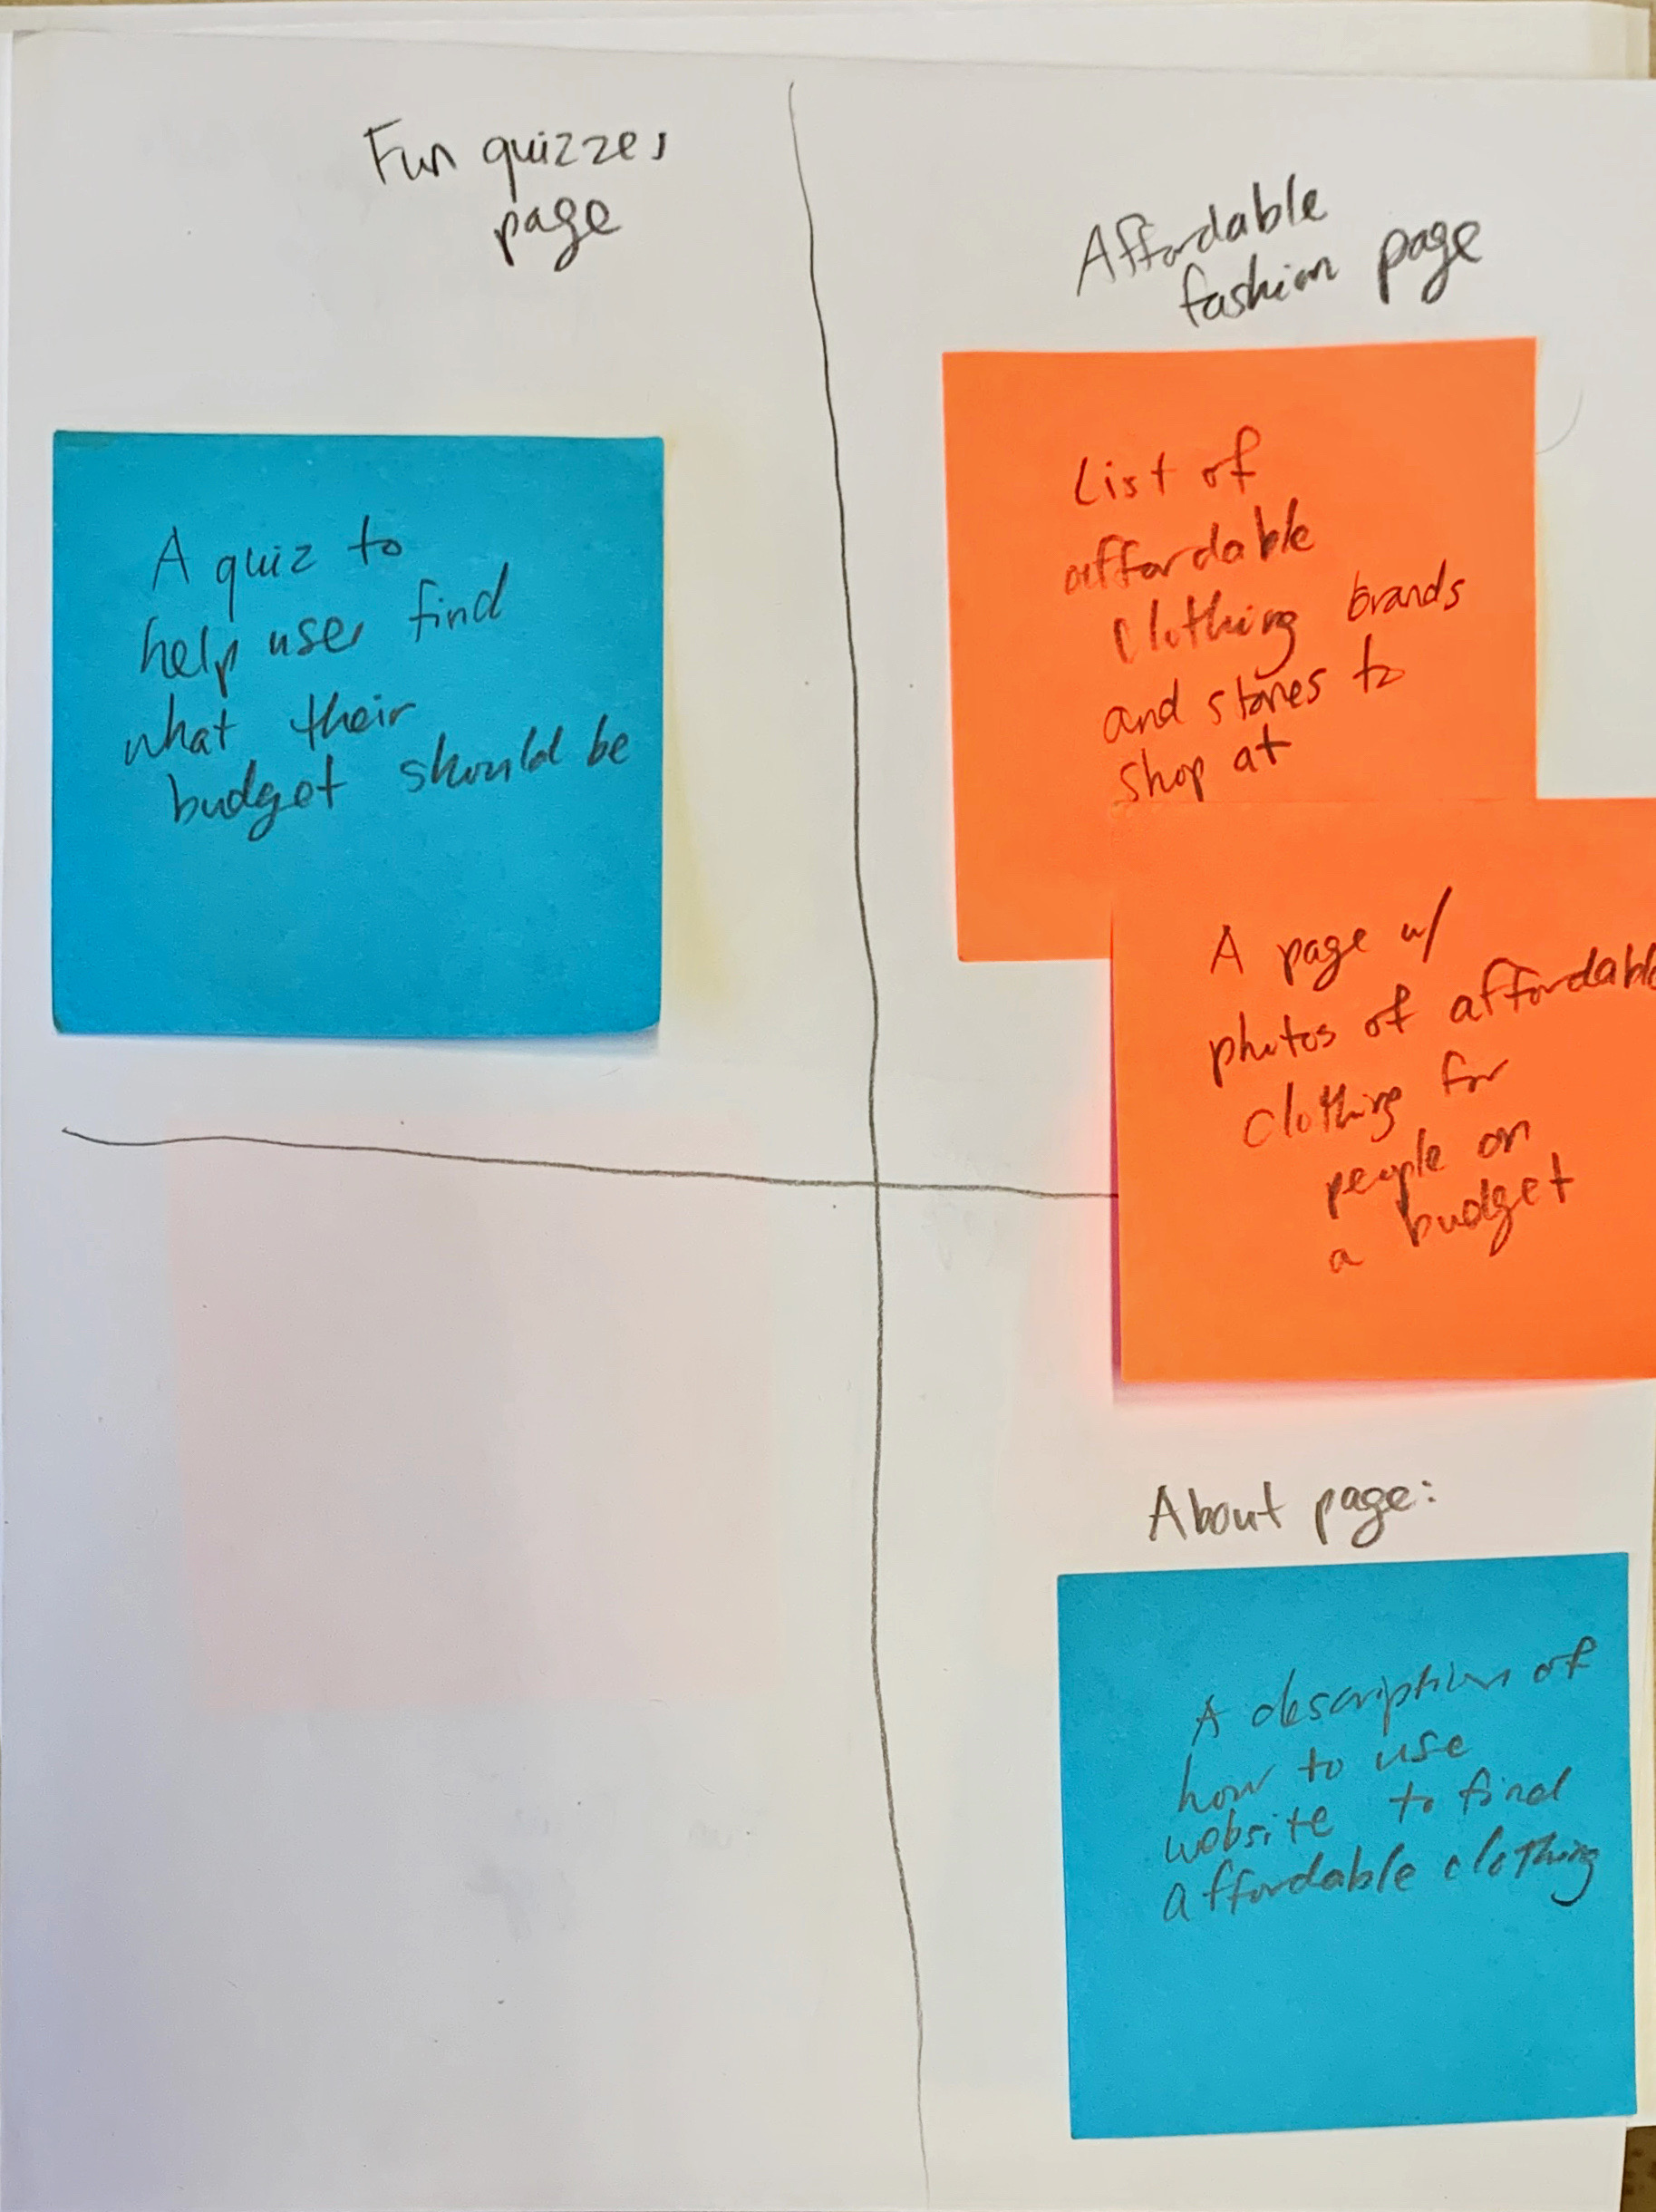 Fun quizzes
page
A quiz to
help user find
what their
budget should be
Affordable
fashion page
List of
affordable
clothing brands
and stores to
shop at
A page w/
photos of affordable
clothing for
people on
a budget
About page:
A description of
how to use
website to find
affordable clothing